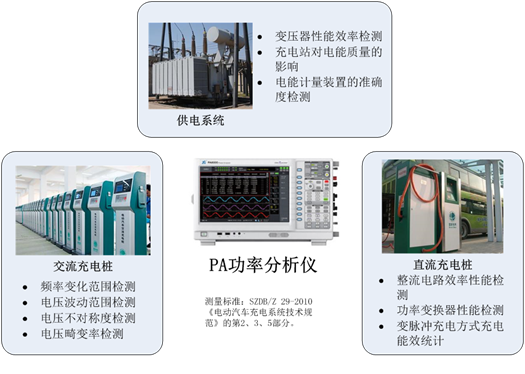 变压器性能效率检测
充电站对电能质量的
影响
电能计量装置的准确
度检测
供电系统
交流充电桩
频率变化范围检测
电压波动范围检测
电压不对称度检测
电压畸变率检测
PA功率分析仪
测量标准：SZDB/Z 29-2010
《电动汽车充电系统技术规
范》的第2、3、5部分。
直流充电桩
整流电路效率性能检
测
功率变换器性能检测
变脉冲充电方式充电
能效统计